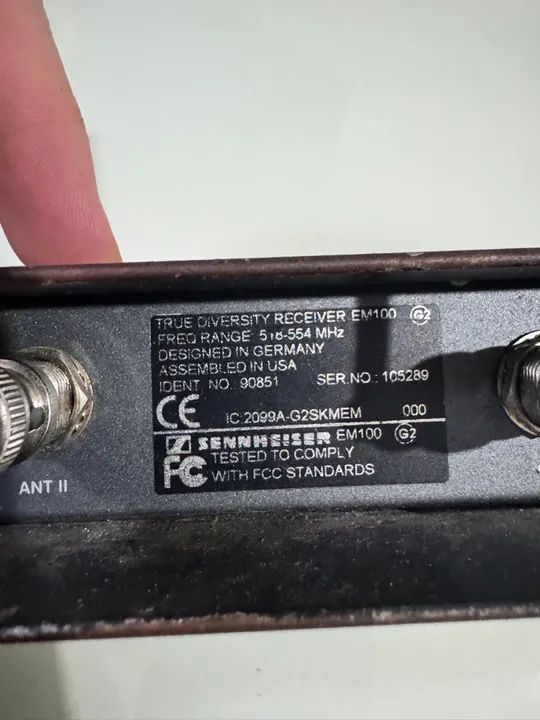 TRUE DIVERSITY RECEIVER EM100 G2
FREQ RANGE: 518-554 MHz
DESIGNED IN GERMANY
ASSEMBLED IN USA
IDENT. NO. 90851 SER.NO.: 105289
CE IC:2099A-G2SKMEM 000
SENNHEISER EM100 G2
FC TESTED TO COMPLY
WITH FCC STANDARDS
ANT II